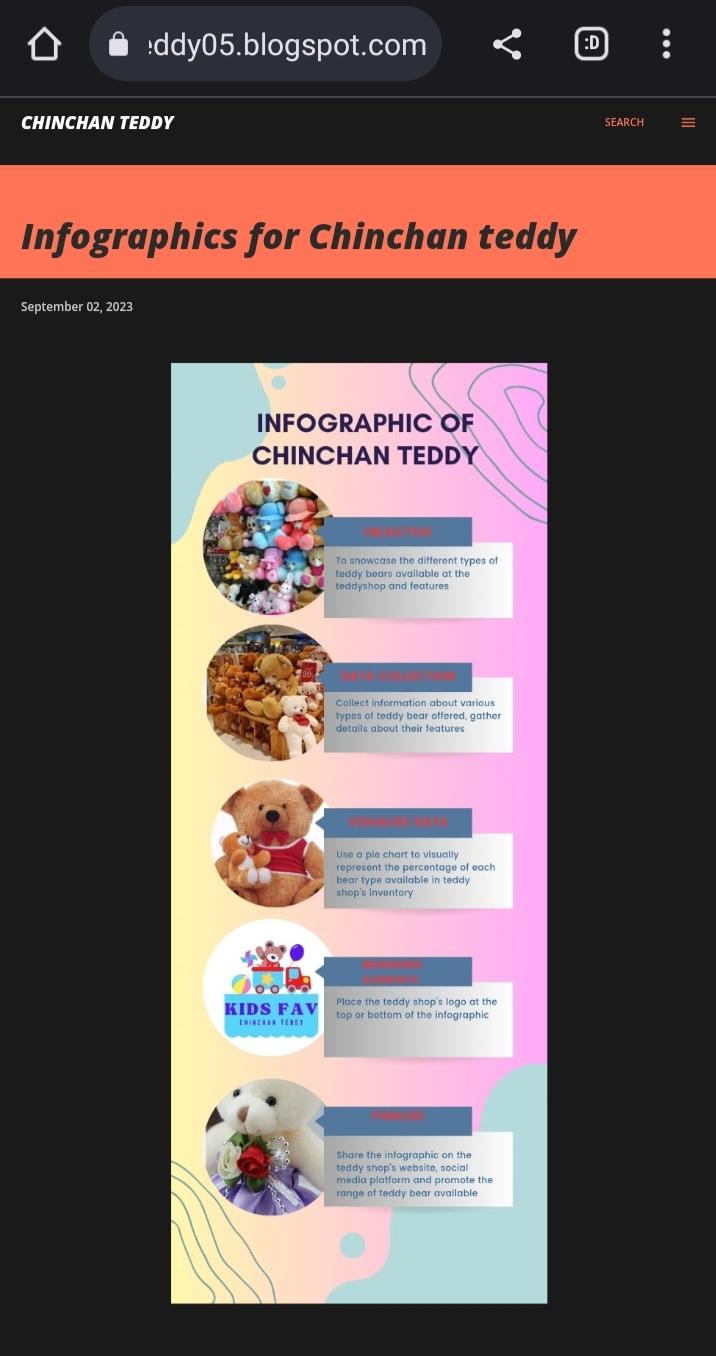 :ddy05.blogspot.com
:D
CHINCHAN TEDDY
SEARCH
Infographics for Chinchan teddy
September 02, 2023
INFOGRAPHIC OF
CHINCHAN TEDDY
OBJECTIVE
To showcase the different types of
teddy bears available at the
teddyshop and features
DATA COLLECTION
Collect information about various
types of teddy bear offered, gather
details about their features
VISUALISE DATA
Use a pie chart to visually
represent the percentage of each
bear type available in teddy
shop's inventory
KIDS FAV
CHINCHAN TEDDY
Place the teddy shop's logo at the
top or bottom of the infographic
FINALIZE
Share the infographic on the
teddy shop's website, social
media platform and promote the
range of teddy bear available